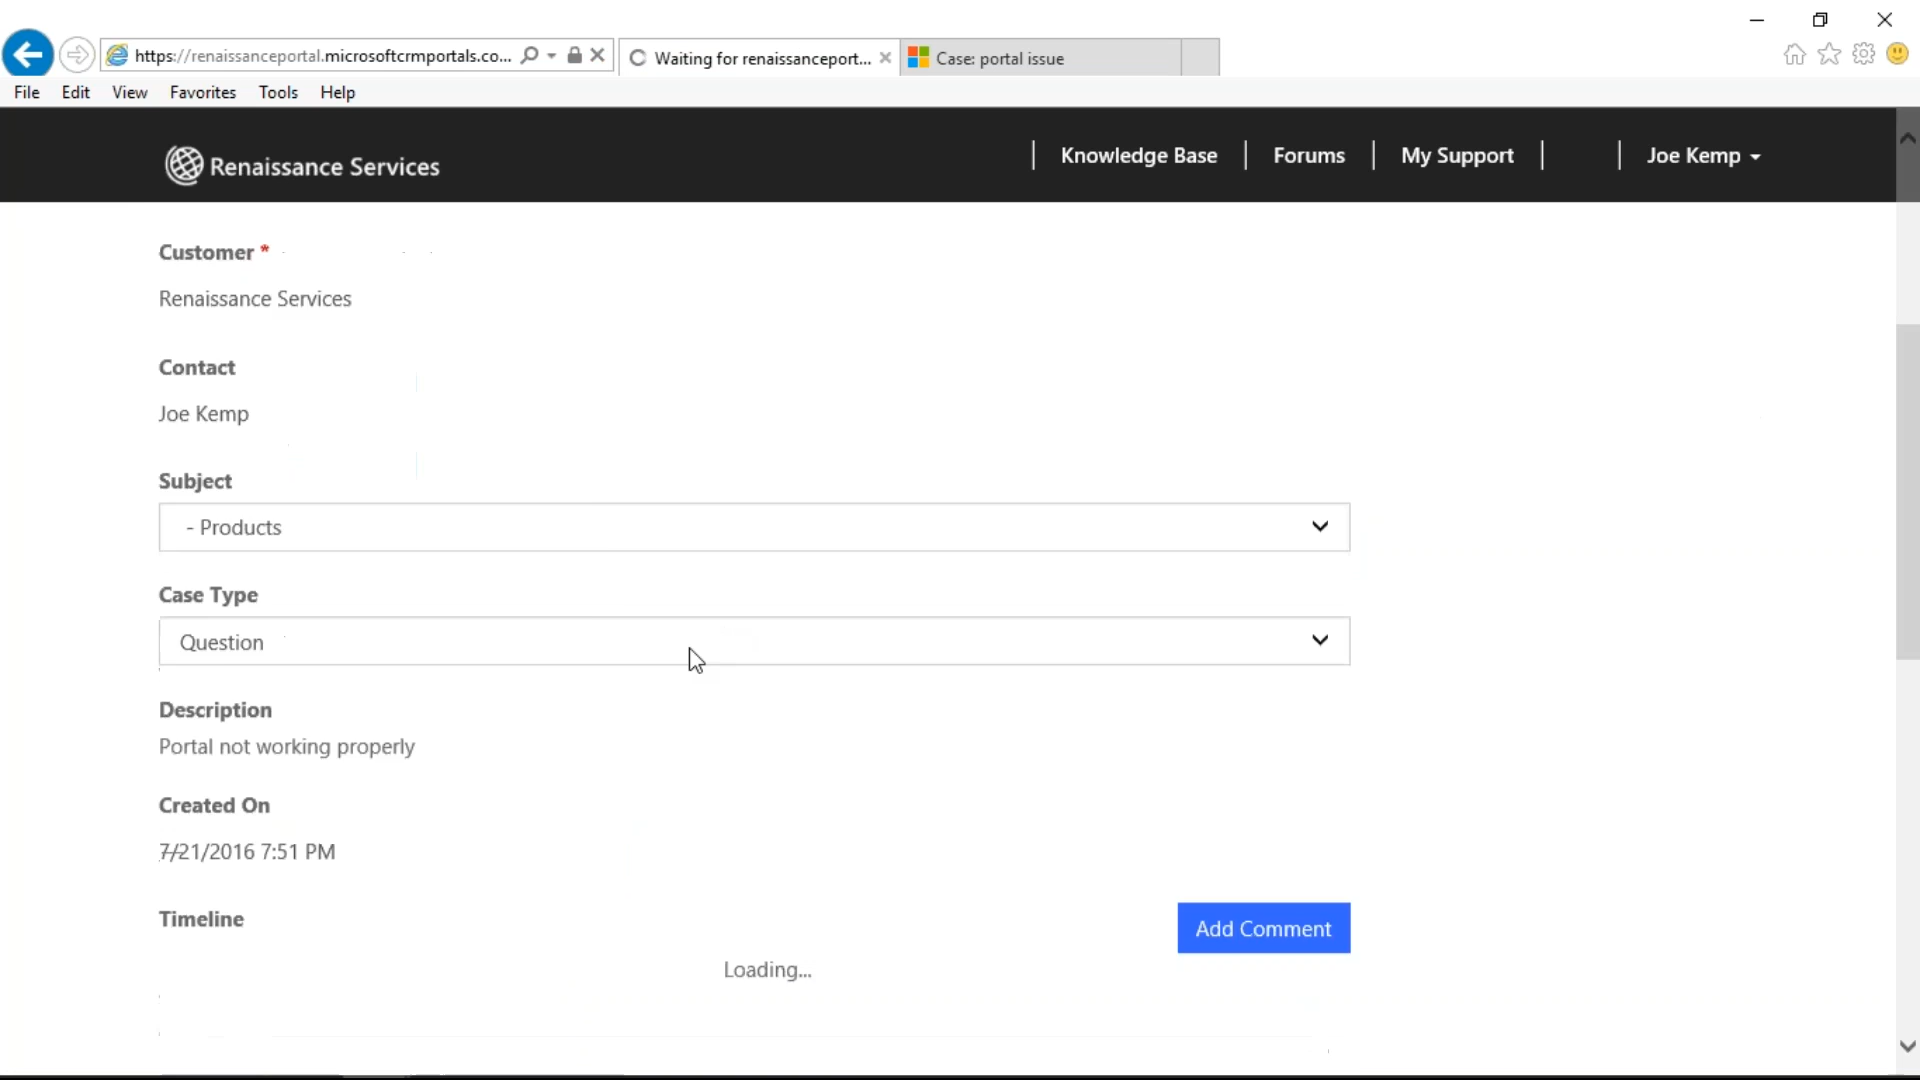 https://renaissanceportal.microsoftcrmportals.co...
Waiting for renaissanceport...
Case: portal issue
File Edit View Favorites Tools Help
Renaissance Services
Knowledge Base
Forums
My Support
Joe Kemp
Customer *
Renaissance Services
Contact
Joe Kemp
Subject
- Products
Case Type
Question
Description
Portal not working properly
Created On
7/21/2016 7:51 PM
Timeline
Add Comment
Loading...